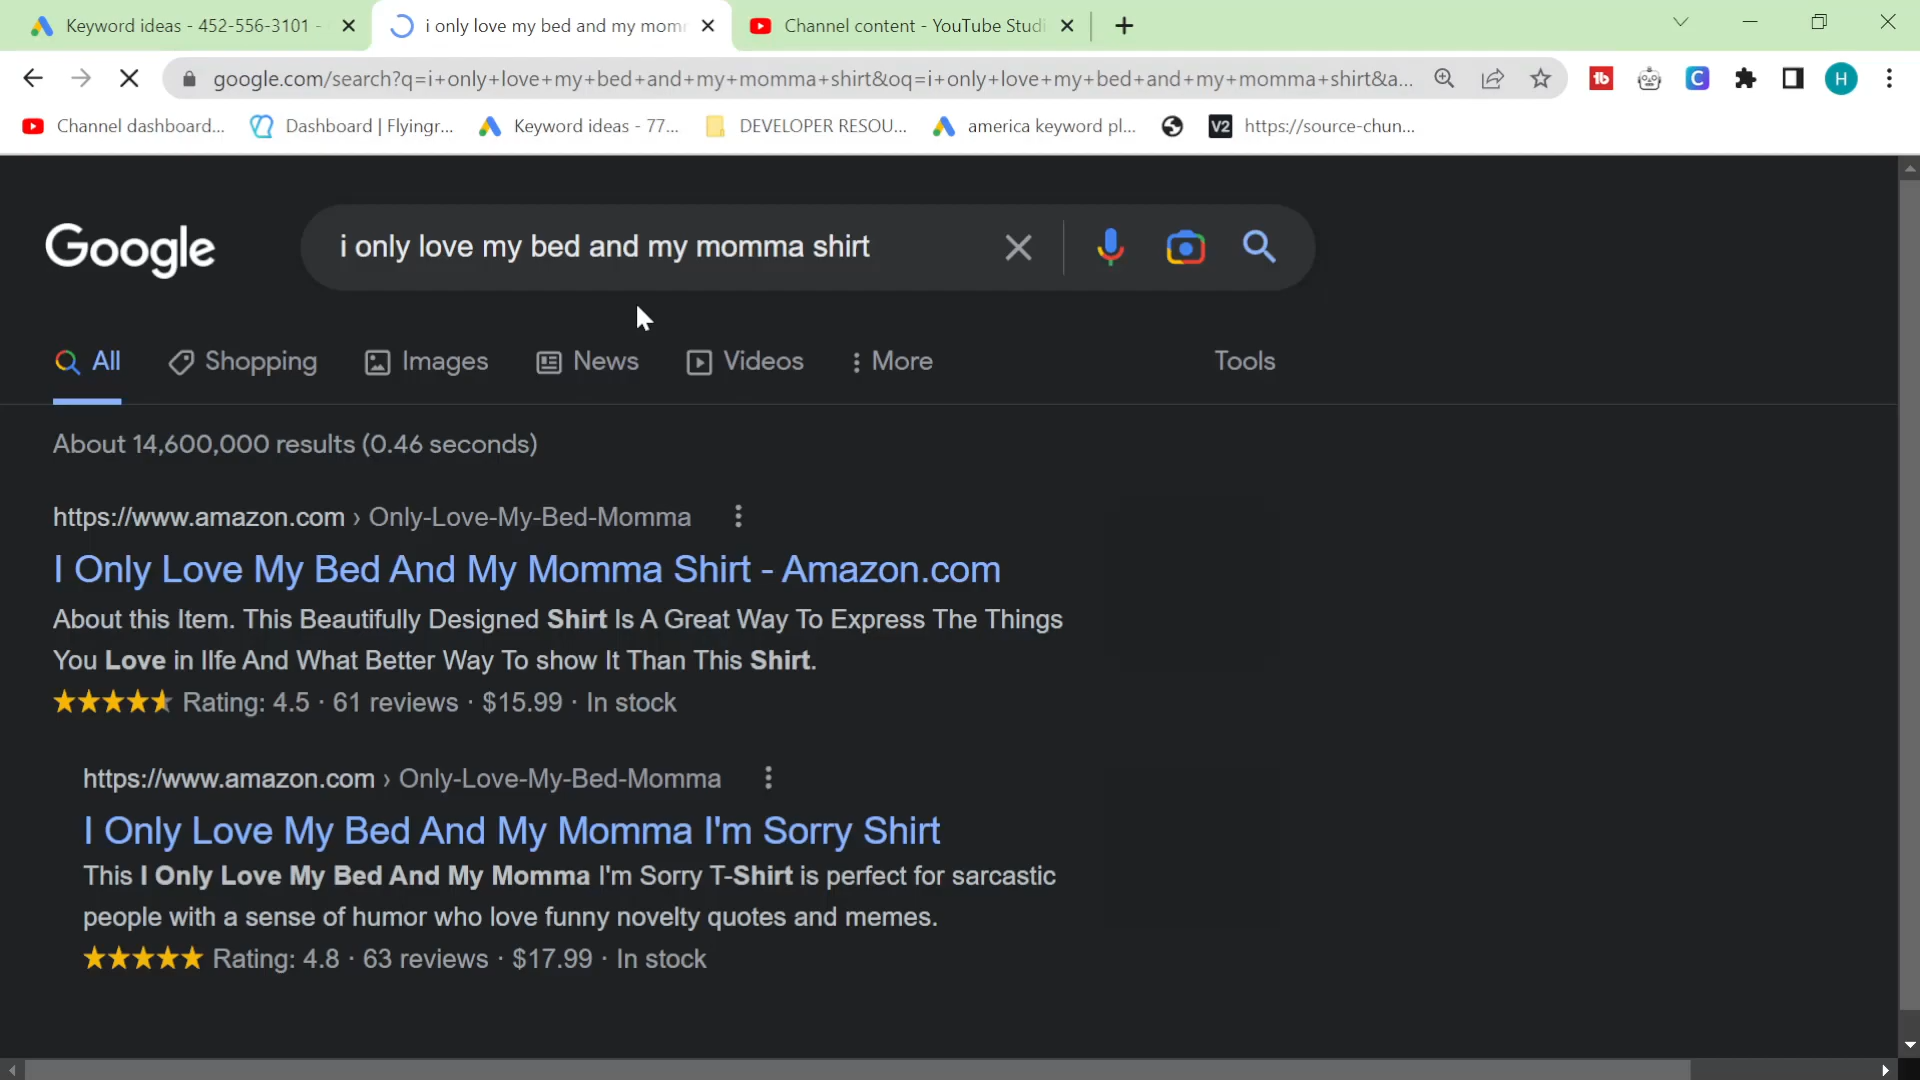 Keyword ideas - 452-556-3101 -
i only love my bed and my mom
Channel content - YouTube Studi
google.com/search?q=i+only+love+my+bed+and+my+momma+shirt&oq=i+only+love+my+bed+and+my+momma+shirt&a...
H
Channel dashboard...
Dashboard | Flyingr...
Keyword ideas - 77...
DEVELOPER RESOU...
america keyword pl...
V2 https://source-chun...
Google
i only love my bed and my momma shirt
All
Shopping
Images
News
Videos
More
Tools
About 14,600,000 results (0.46 seconds)
https://www.amazon.com › Only-Love-My-Bed-Momma
I Only Love My Bed And My Momma Shirt - Amazon.com
About this Item. This Beautifully Designed Shirt Is A Great Way To Express The Things
You Love in lIfe And What Better Way To show It Than This Shirt.
Rating: 4.5 · 61 reviews · $15.99 · In stock
https://www.amazon.com › Only-Love-My-Bed-Momma
I Only Love My Bed And My Momma I'm Sorry Shirt
This I Only Love My Bed And My Momma I'm Sorry T-Shirt is perfect for sarcastic
people with a sense of humor who love funny novelty quotes and memes.
Rating: 4.8 · 63 reviews · $17.99 · In stock